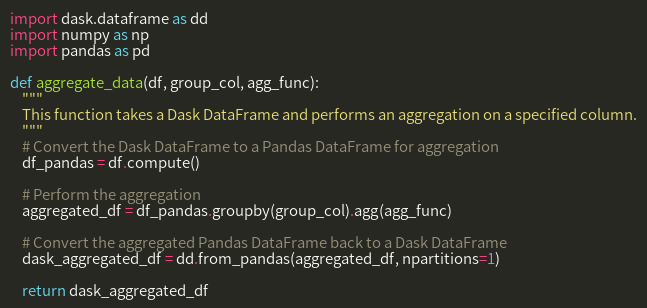 import dask.dataframe as dd
import numpy as np
import pandas as pd

def aggregate_data(df, group_col, agg_func):
    """
    This function takes a Dask DataFrame and performs an aggregation on a specified column.
    """
    # Convert the Dask DataFrame to a Pandas DataFrame for aggregation
    df_pandas = df.compute()

    # Perform the aggregation
    aggregated_df = df_pandas.groupby(group_col).agg(agg_func)

    # Convert the aggregated Pandas DataFrame back to a Dask DataFrame
    dask_aggregated_df = dd.from_pandas(aggregated_df, npartitions=1)

    return dask_aggregated_df